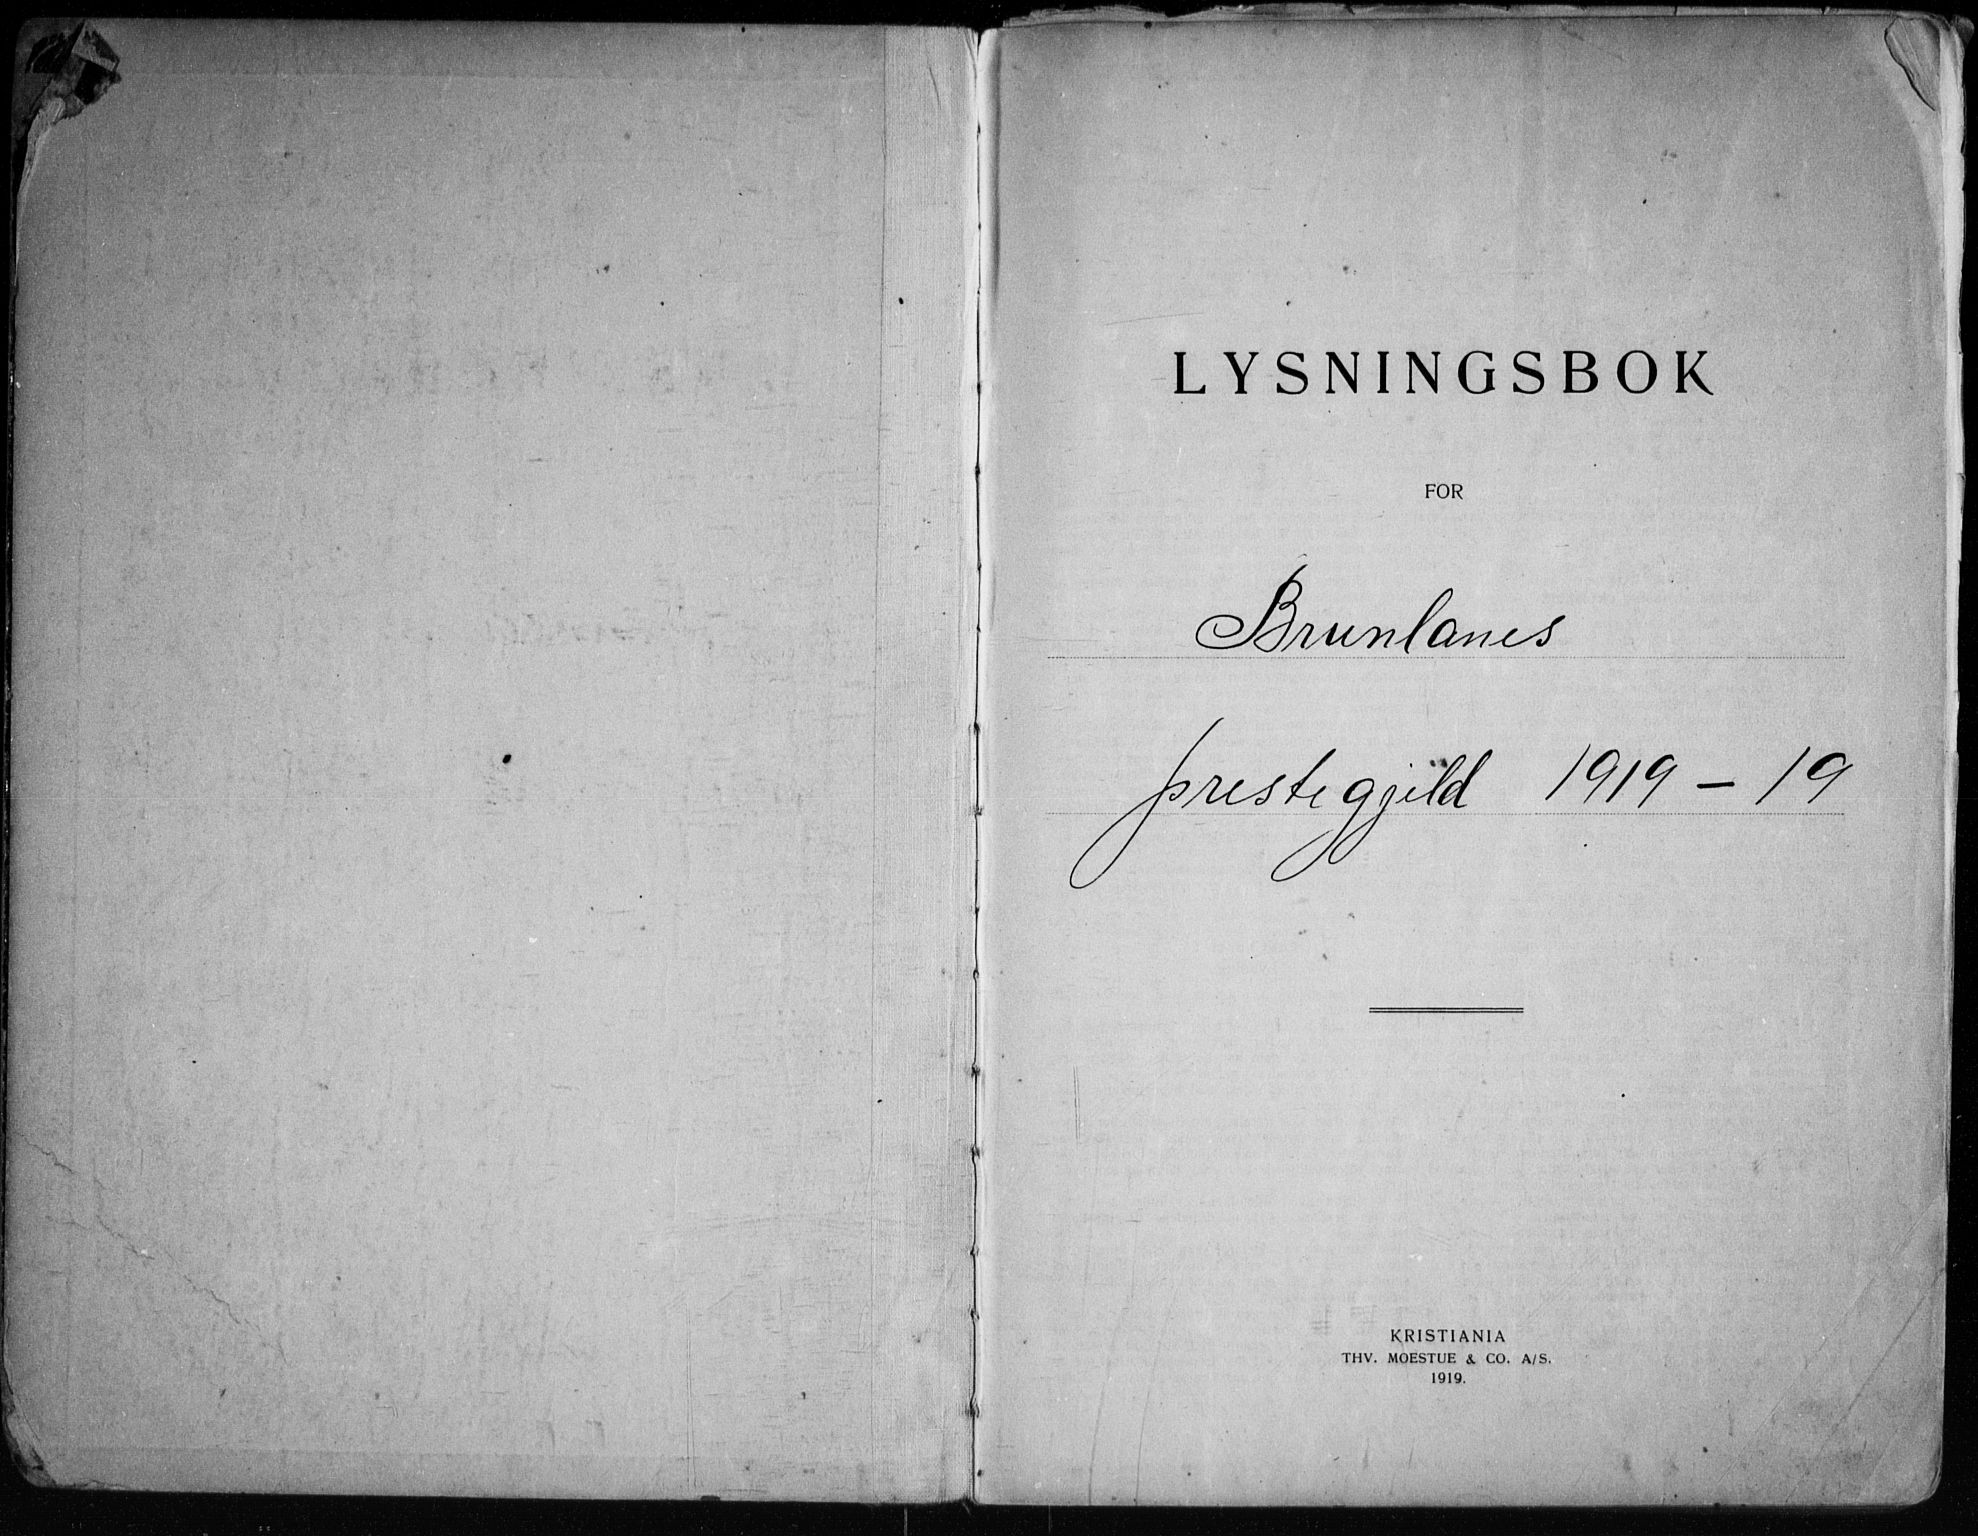 LYSNINGSBOK
FOR
Brunlanes
prestegjeld 1919 – 19
KRISTIANIA
THV. MOESTUE & CO. A/S.
1919.